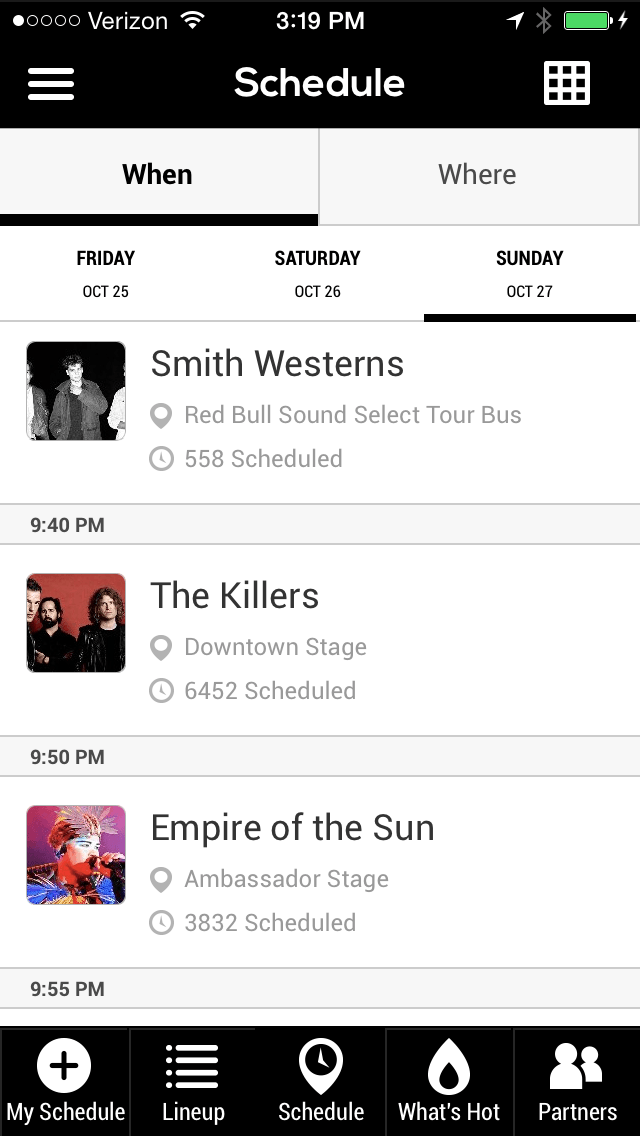 Verizon 3:19 PM
Schedule
When Where
FRIDAY SATURDAY SUNDAY
OCT 25 OCT 26 OCT 27
Smith Westerns
Red Bull Sound Select Tour Bus
558 Scheduled
9:40 PM
The Killers
Downtown Stage
6452 Scheduled
9:50 PM
Empire of the Sun
Ambassador Stage
3832 Scheduled
9:55 PM
My Schedule Lineup Schedule What's Hot Partners